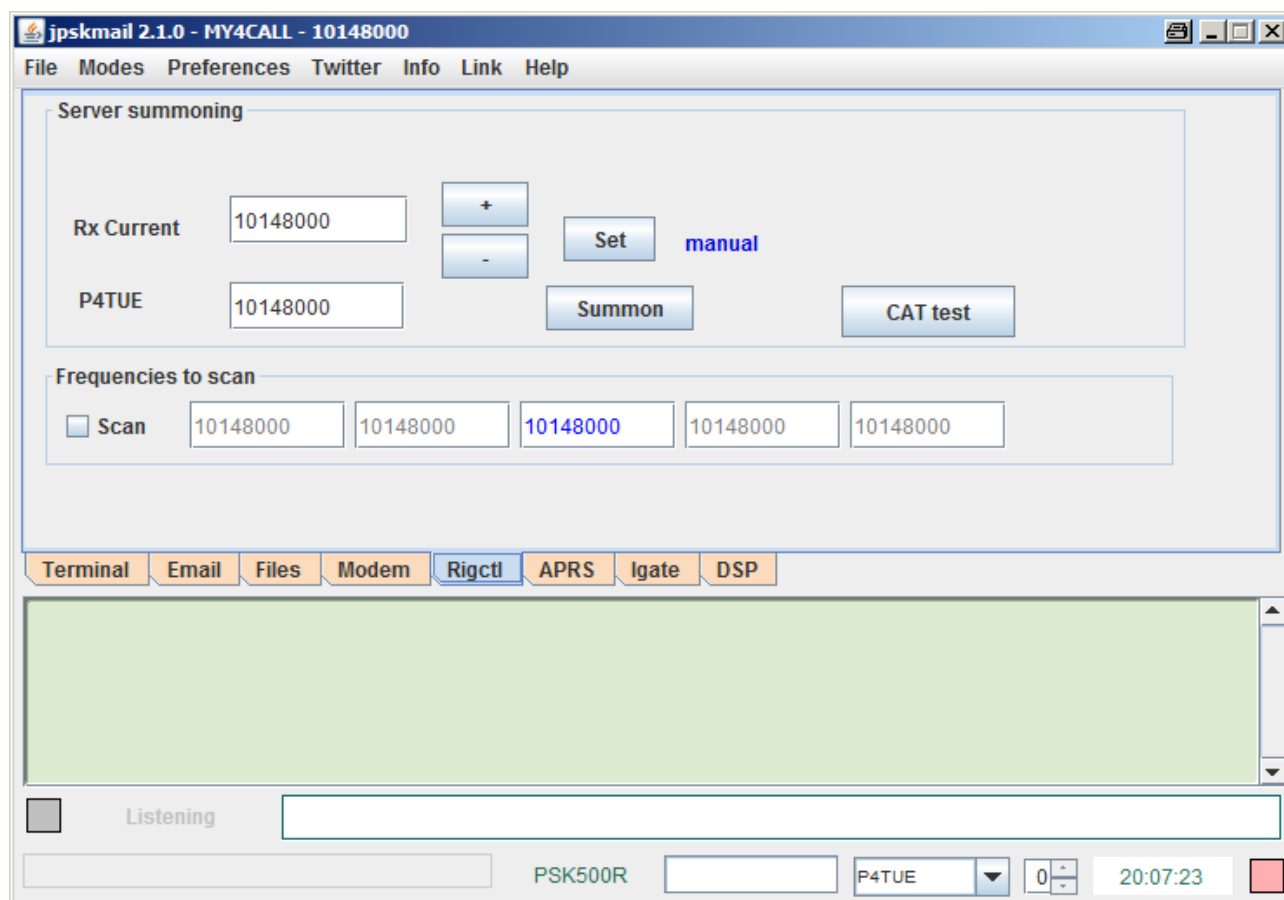 jpskmail 2.1.0 - MY4CALL - 10148000
File Modes Preferences Twitter Info Link Help
Server summoning
Rx Current 10148000 + Set manual
-
P4TUE 10148000 Summon CAT test
Frequencies to scan
Scan 10148000 10148000 10148000 10148000 10148000
Terminal Email Files Modem Rigctl APRS Igate DSP
Listening
PSK500R P4TUE 0 20:07:23